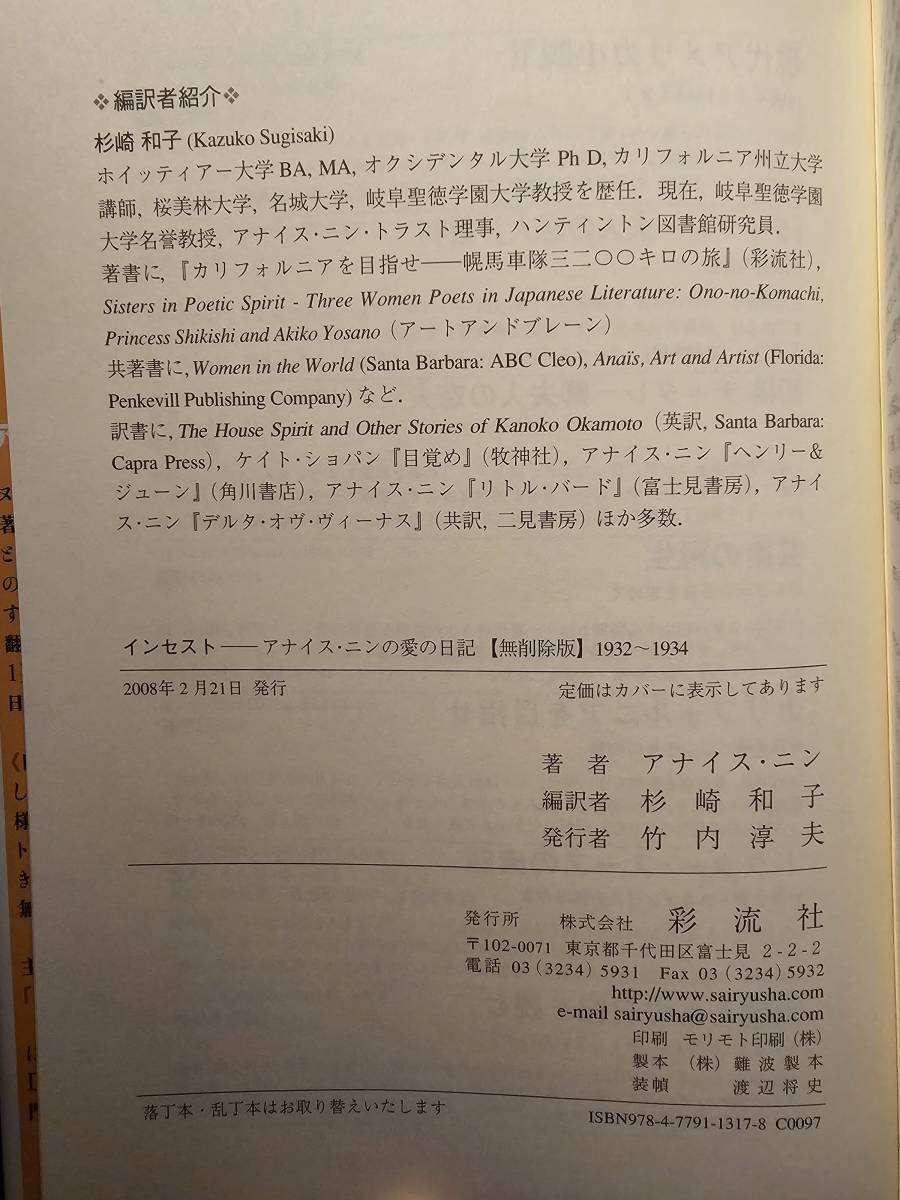 ❖編訳者紹介❖
杉崎 和子 (Kazuko Sugisaki)
ホイッティアー大学 BA, MA, オクシデンタル大学 Ph D, カリフォルニア州立大学
講師, 桜美林大学, 名城大学, 岐阜聖徳学園大学教授を歴任. 現在, 岐阜聖徳学園
大学名誉教授, アナイス・ニン・トラスト理事, ハンティントン図書館研究員.
著書に,『カリフォルニアを目指せ——幌馬車隊三二〇〇キロの旅』(彩流社),
Sisters in Poetic Spirit - Three Women Poets in Japanese Literature: Ono-no-Komachi,
Princess Shikishi and Akiko Yosano (アートアンドブレーン)
共著書に, Women in the World (Santa Barbara: ABC Cleo), Anaïs, Art and Artist (Florida:
Penkevill Publishing Company) など.
訳書に, The House Spirit and Other Stories of Kanoko Okamoto (英訳, Santa Barbara:
Capra Press), ケイト・ショパン『目覚め』(牧神社), アナイス・ニン『ヘンリー&
ジューン』(角川書店), アナイス・ニン『リトル・バード』(富士見書房), アナイ
ス・ニン『デルタ・オヴ・ヴィーナス』(共訳, 二見書房) ほか多数.
インセスト——アナイス・ニンの愛の日記【無削除版】1932〜1934
2008年2月21日 発行 定価はカバーに表示してあります
著 者 アナイス・ニン
編訳者 杉 崎 和 子
発行者 竹 内 淳 夫
発行所 株式会社 彩 流 社
〒102-0071 東京都千代田区富士見 2-2-2
電話 03 (3234) 5931 Fax 03 (3234) 5932
http://www.sairyusha.com
e-mail sairyusha@sairyusha.com
印刷 モリモト印刷 (株)
製本 (株) 難波製本
装幀 渡辺将史
落丁本・乱丁本はお取り替えいたします
ISBN978-4-7791-1317-8 C0097